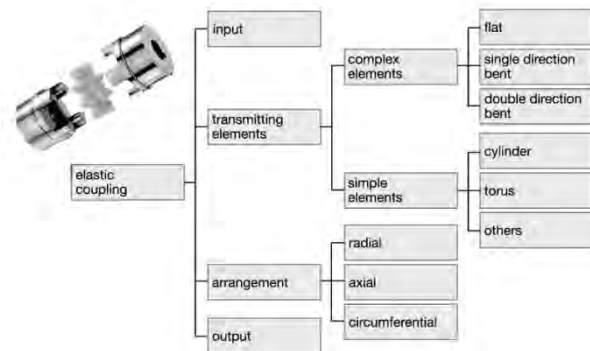 input
transmitting
elements
elastic
coupling
arrangement
output
complex
elements
simple
elements
radial
axial
circumferential
flat
single direction
bent
double direction
bent
cylinder
torus
others